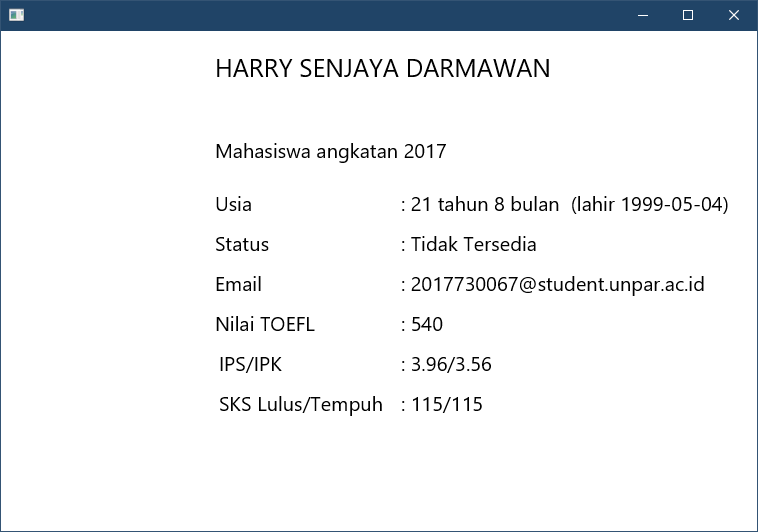 HARRY SENJAYA DARMAWAN
Mahasiswa angkatan 2017
Usia : 21 tahun 8 bulan (lahir 1999-05-04)
Status : Tidak Tersedia
Email : 2017730067@student.unpar.ac.id
Nilai TOEFL : 540
IPS/IPK : 3.96/3.56
SKS Lulus/Tempuh : 115/115